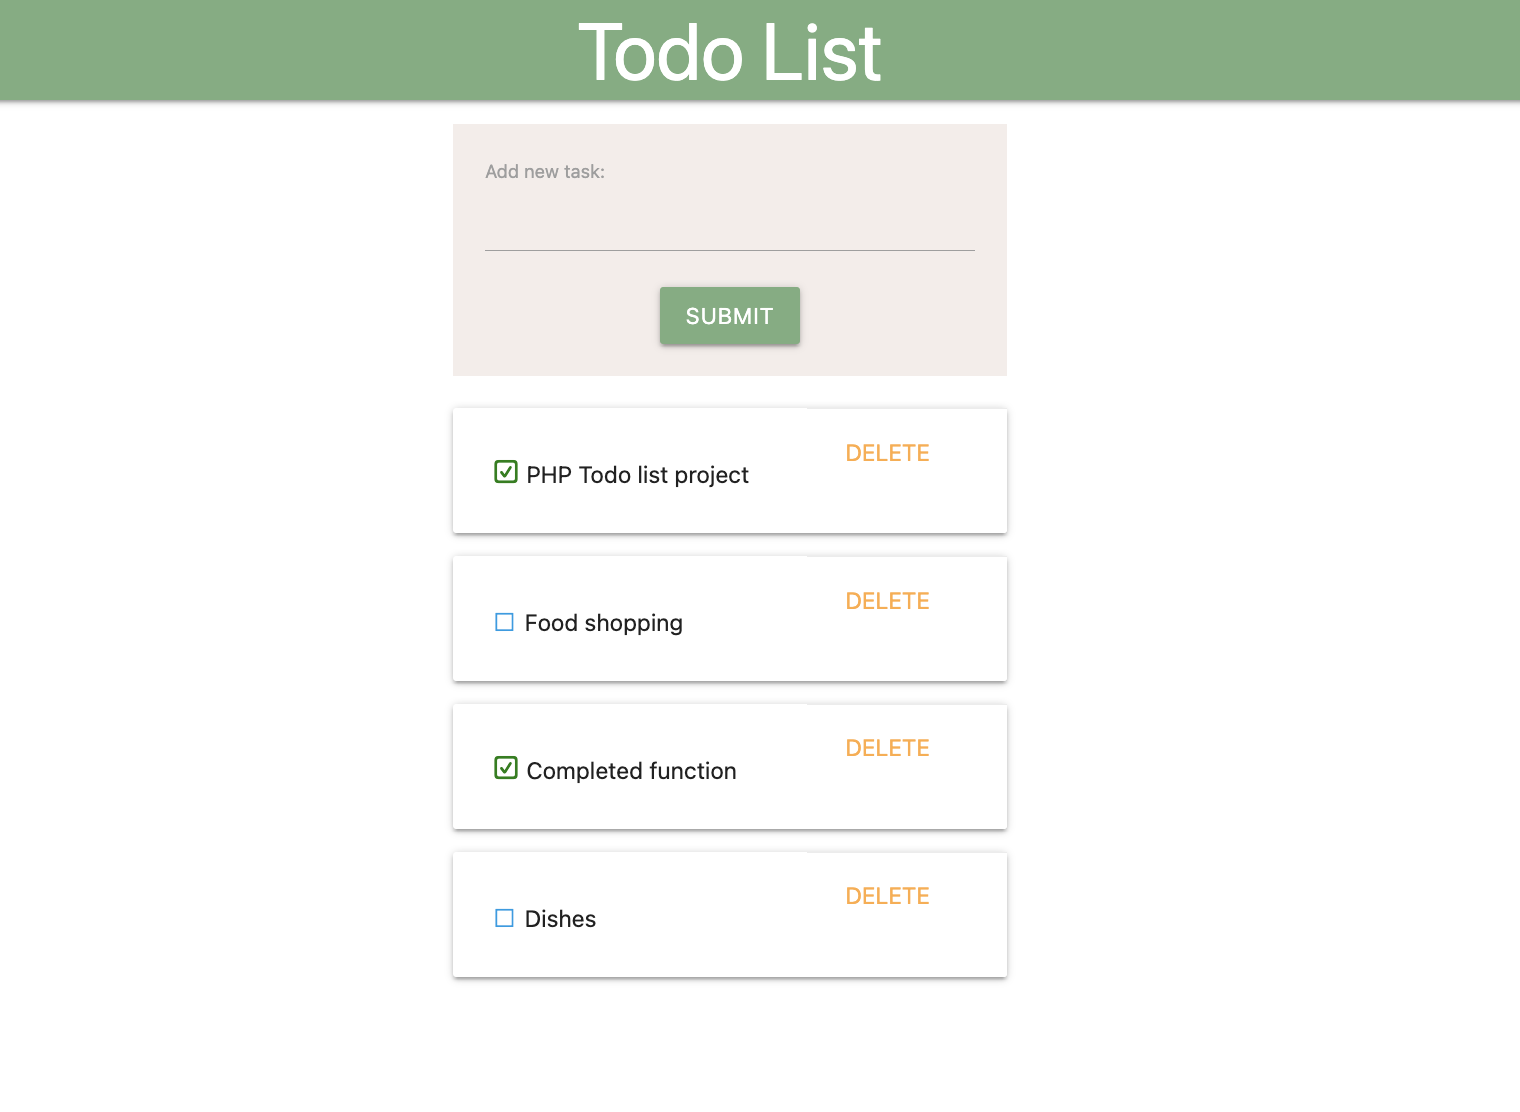 Todo List
Add new task:
SUBMIT
PHP Todo list project
DELETE
Food shopping
DELETE
Completed function
DELETE
Dishes
DELETE